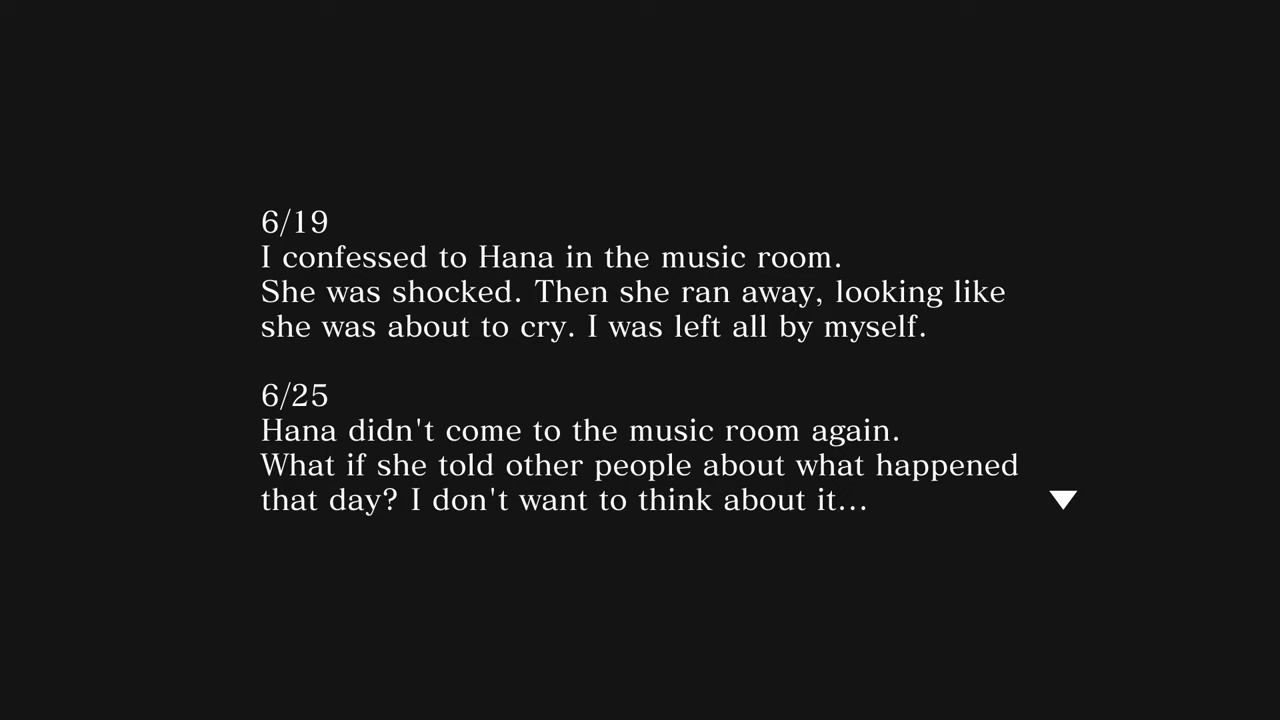 6/19
I confessed to Hana in the music room.
She was shocked. Then she ran away, looking like
she was about to cry. I was left all by myself.
6/25
Hana didn't come to the music room again.
What if she told other people about what happened
that day? I don't want to think about it...